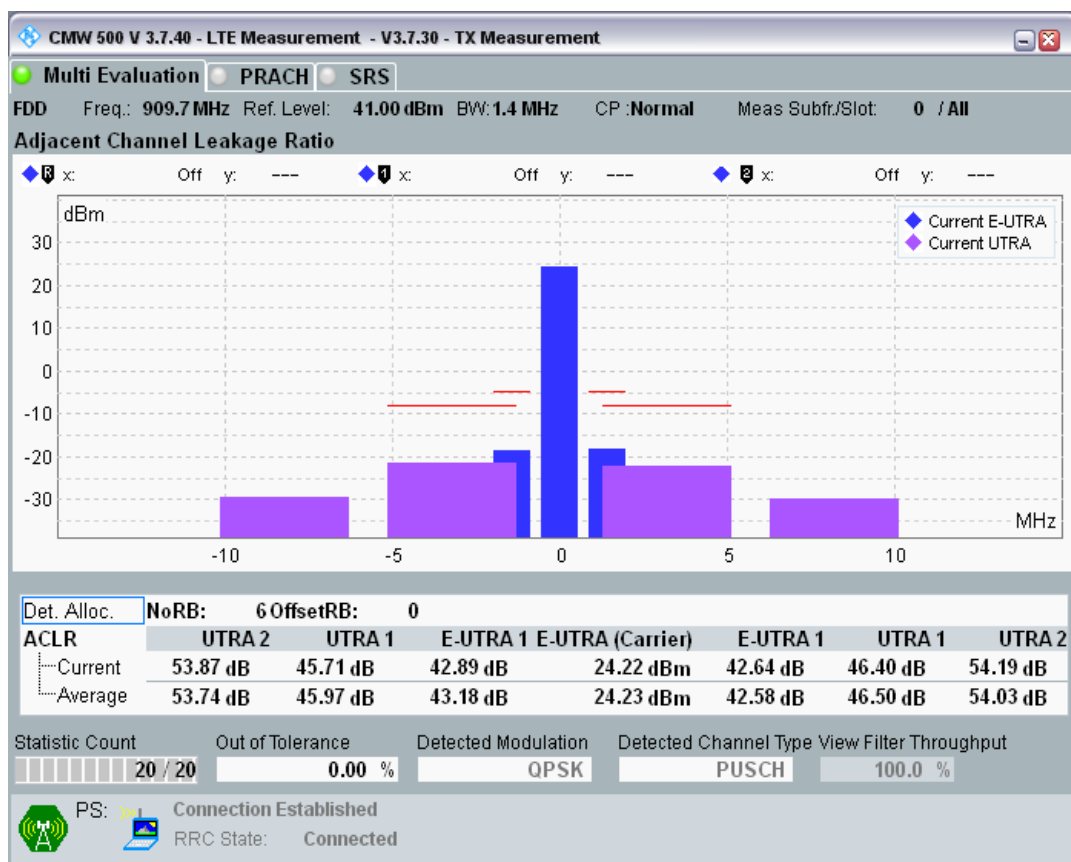 CMW 500 V 3.7.40 - LTE Measurement - V3.7.30 - TX Measurement
Multi Evaluation PRACH SRS
FDD Freq.: 909.7 MHz Ref. Level: 41.00 dBm BW: 1.4 MHz CP :Normal Meas Subfr./Slot: 0 / All
Adjacent Channel Leakage Ratio
R x: Off y: --- 1 x: Off y: --- 2 x: Off y: ---
dBm
Current E-UTRA
Current UTRA
30
20
10
0
-10
-20
-30
MHz
-10 -5 0 5 10
Det. Alloc. NoRB: 6 OffsetRB: 0
ACLR UTRA 2 UTRA 1 E-UTRA 1 E-UTRA (Carrier) E-UTRA 1 UTRA 1 UTRA 2
Current 53.87 dB 45.71 dB 42.89 dB 24.22 dBm 42.64 dB 46.40 dB 54.19 dB
Average 53.74 dB 45.97 dB 43.18 dB 24.23 dBm 42.58 dB 46.50 dB 54.03 dB
Statistic Count Out of Tolerance Detected Modulation Detected Channel Type View Filter Throughput
20 / 20 0.00 % QPSK PUSCH 100.0 %
PS: Connection Established
RRC State: Connected